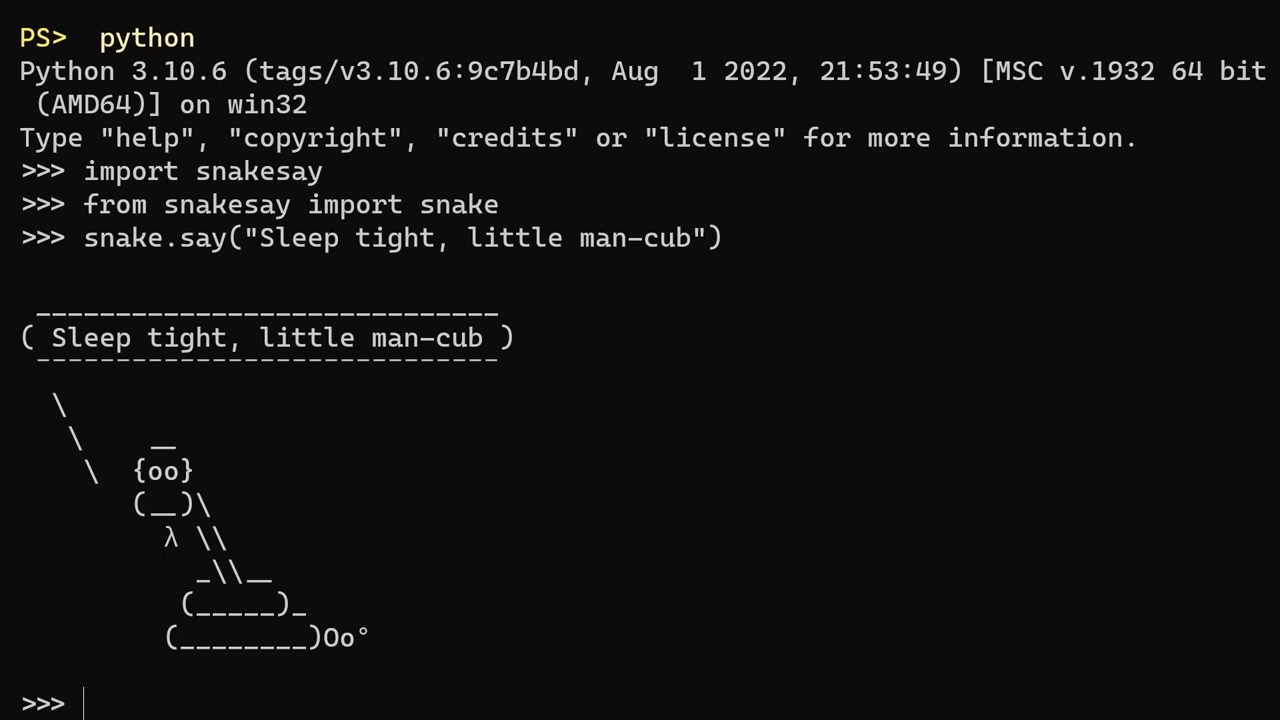 PS>  python
Python 3.10.6 (tags/v3.10.6:9c7b4bd, Aug  1 2022, 21:53:49) [MSC v.1932 64 bit
 (AMD64)] on win32
Type "help", "copyright", "credits" or "license" for more information.
>>> import snakesay
>>> from snakesay import snake
>>> snake.say("Sleep tight, little man-cub")

 _____________________________
( Sleep tight, little man-cub )
 -----------------------------
  \
   \    __
    \  {oo}
       (__)\
         λ \\
           _\\__
          (_____)_
         (________)Oo°

>>>